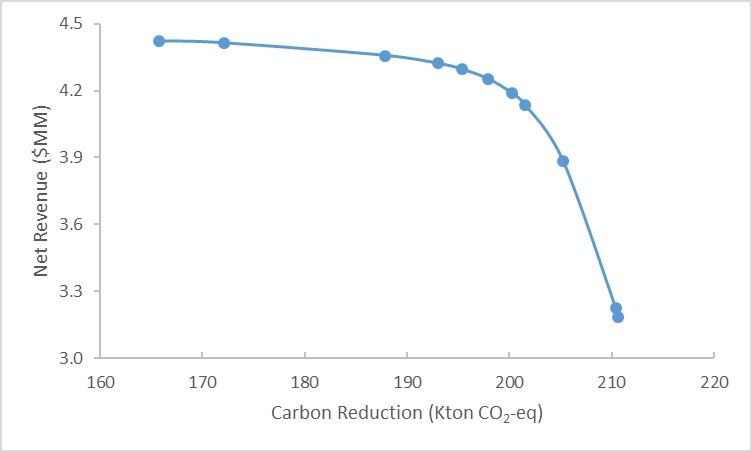 4.5
4.2
3.9
3.6
3.3
3.0
Net Revenue ($MM)
160 170 180 190 200 210 220
Carbon Reduction (Kton CO₂-eq)